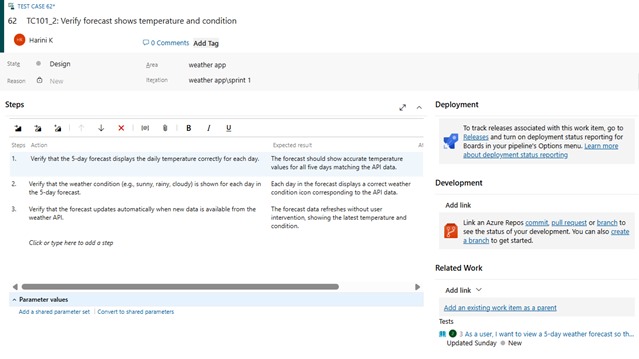 TEST CASE 62*
62 TC101_2: Verify forecast shows temperature and condition
Harini K
0 Comments Add Tag
State Design
Area weather app
Reason New
Iteration weather app\sprint 1
Steps
B I U
Steps Action Expected result
1. Verify that the 5-day forecast displays the daily temperature correctly for each day. The forecast should show accurate temperature
values for all five days matching the API data.
2. Verify that the weather condition (e.g., sunny, rainy, cloudy) is shown for each day in Each day in the forecast displays a correct weather
the 5-day forecast. condition icon corresponding to the API data.
3. Verify that the forecast updates automatically when new data is available from the The forecast data refreshes without user
weather API. intervention, showing the latest temperature and
condition.
Click or type here to add a step
Parameter values
Add a shared parameter set | Convert to shared parameters
Deployment
To track releases associated with this work item, go to
Releases and turn on deployment status reporting for
Boards in your pipeline's Options menu. Learn more
about deployment status reporting
Development
Add link
Link an Azure Repos commit, pull request or branch to
see the status of your development. You can also create
a branch to get started.
Related Work
Add link
Add an existing work item as a parent
Tests
3 As a user, I want to view a 5-day weather forecast so th...
Updated Sunday New